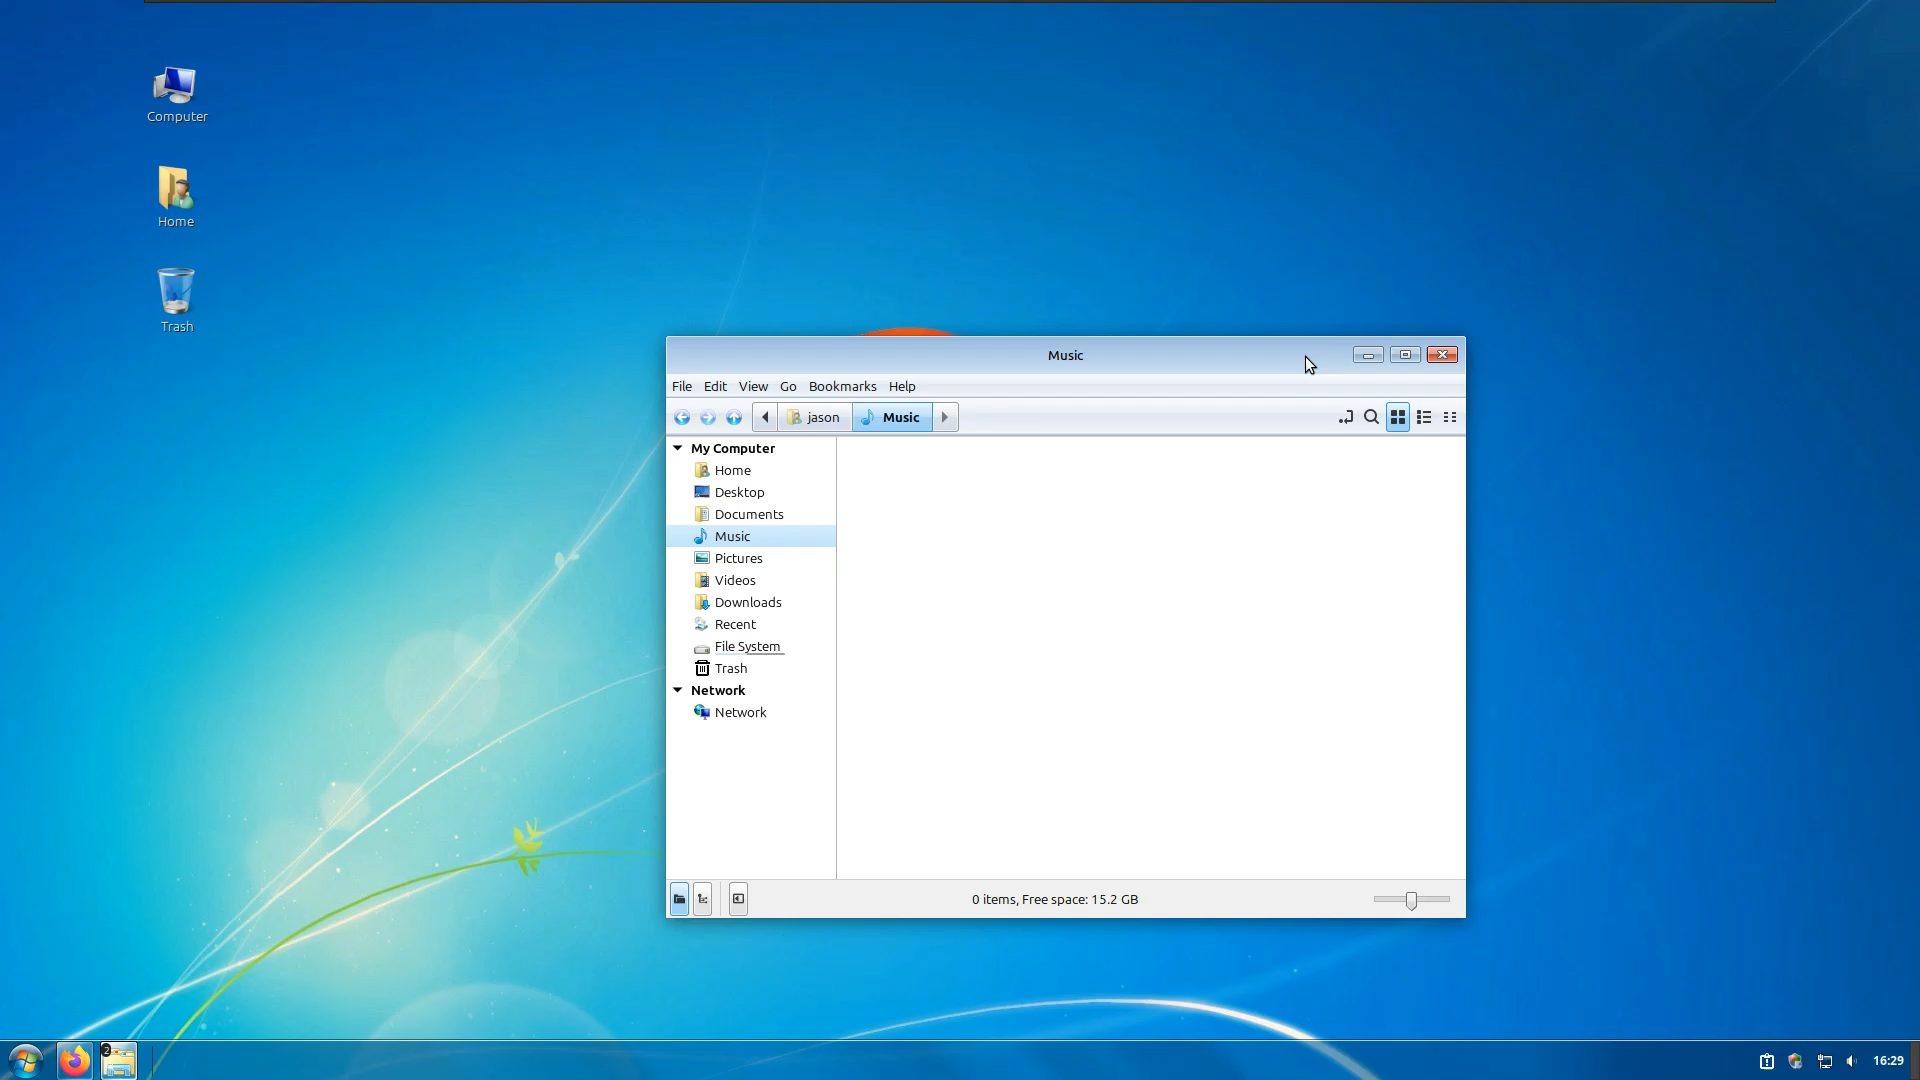 Computer
Home
Trash
Music
File Edit View Go Bookmarks Help
jason Music
My Computer
Home
Desktop
Documents
Music
Pictures
Videos
Downloads
Recent
File System
Trash
Network
Network
0 items, Free space: 15.2 GB
2
16:29